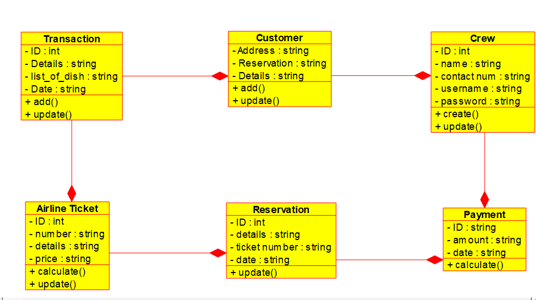 Transaction
- ID : int
- Details : string
- list_of_dish : string
- Date : string
+ add()
+ update()
Customer
- Address : string
- Reservation : string
- Details : string
+ add()
+ update()
Crew
- ID : int
- name : string
- contact num : string
- username : string
- password : string
+ create()
+ update()
Airline Ticket
- ID : int
- number : string
- details : string
- price : string
+ calculate()
+ update()
Reservation
- ID : int
- details : string
- ticket number : string
- date : string
+ update()
Payment
- ID : string
- amount : string
- date : string
+ calculate()